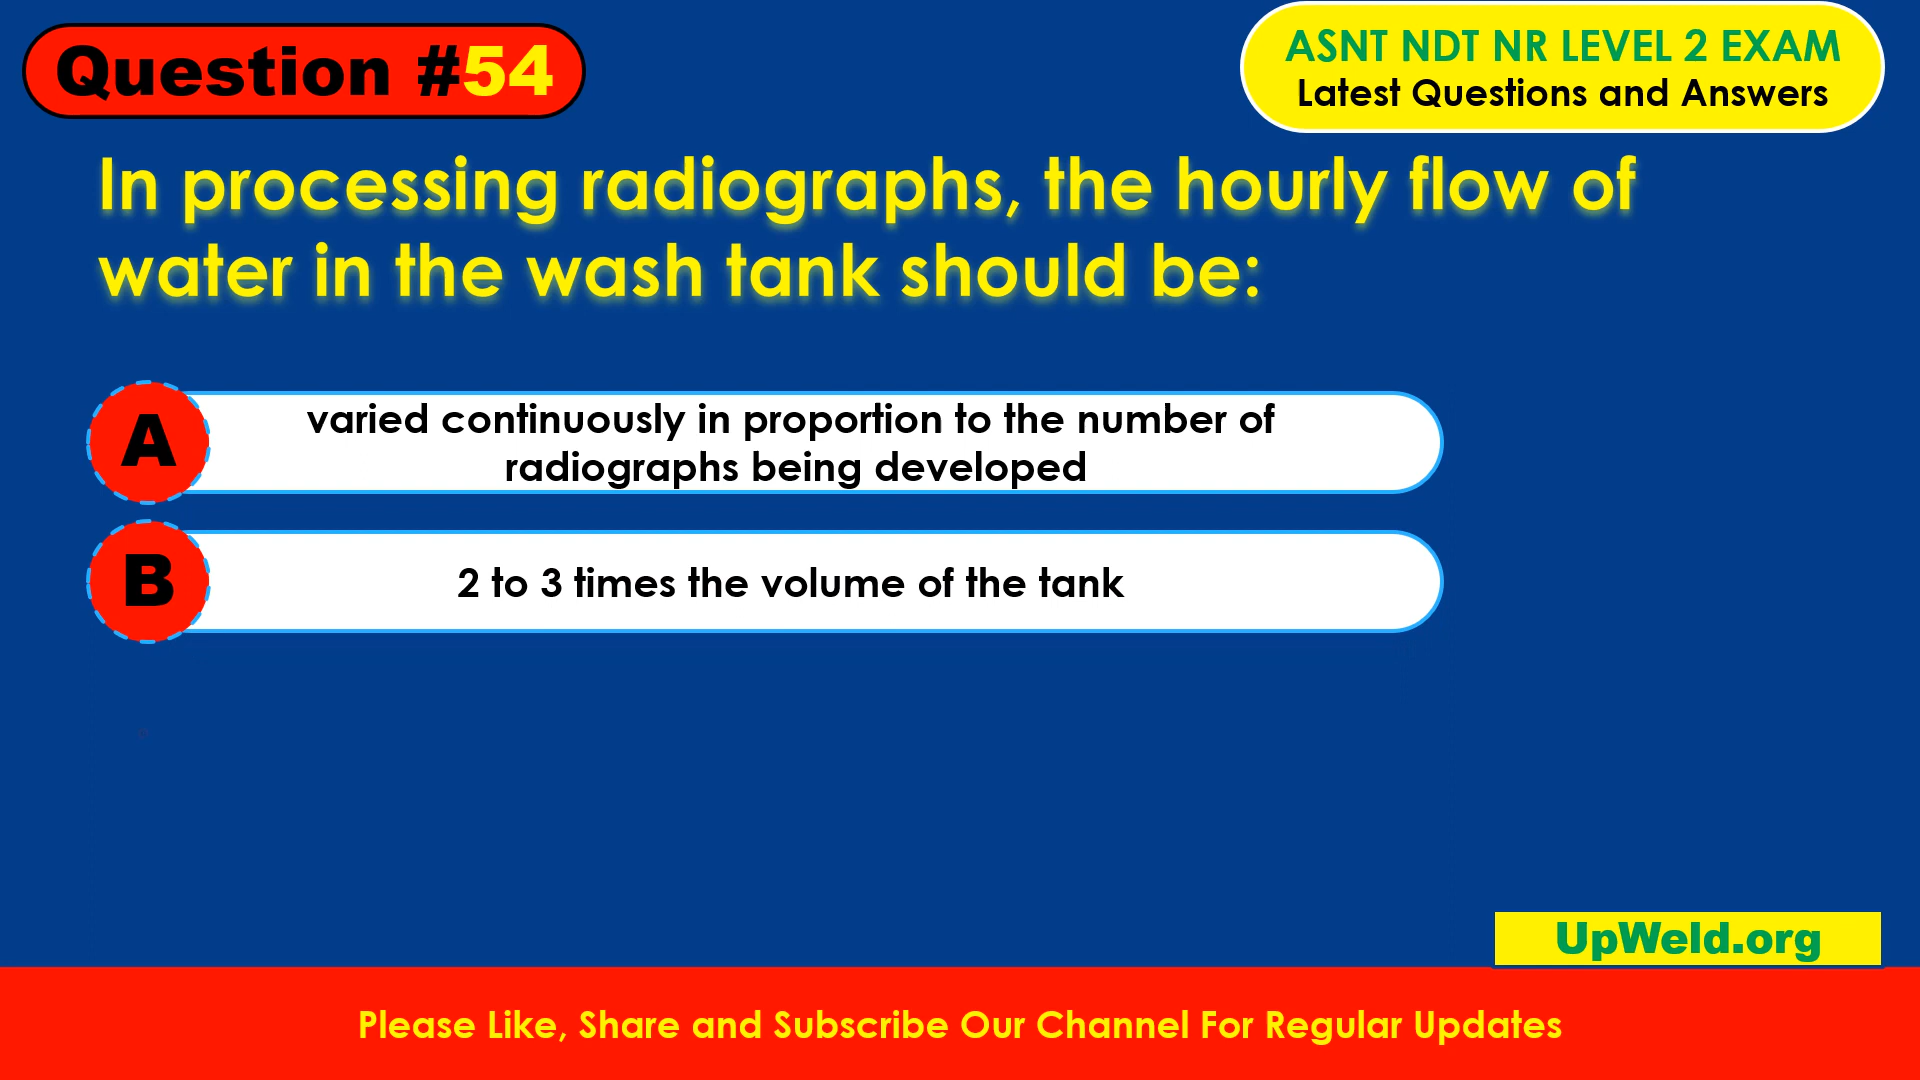 Question #54
ASNT NDT NR LEVEL 2 EXAM
Latest Questions and Answers
In processing radiographs, the hourly flow of
water in the wash tank should be:
A
varied continuously in proportion to the number of
radiographs being developed
B
2 to 3 times the volume of the tank
UpWeld.org
Please Like, Share and Subscribe Our Channel For Regular Updates